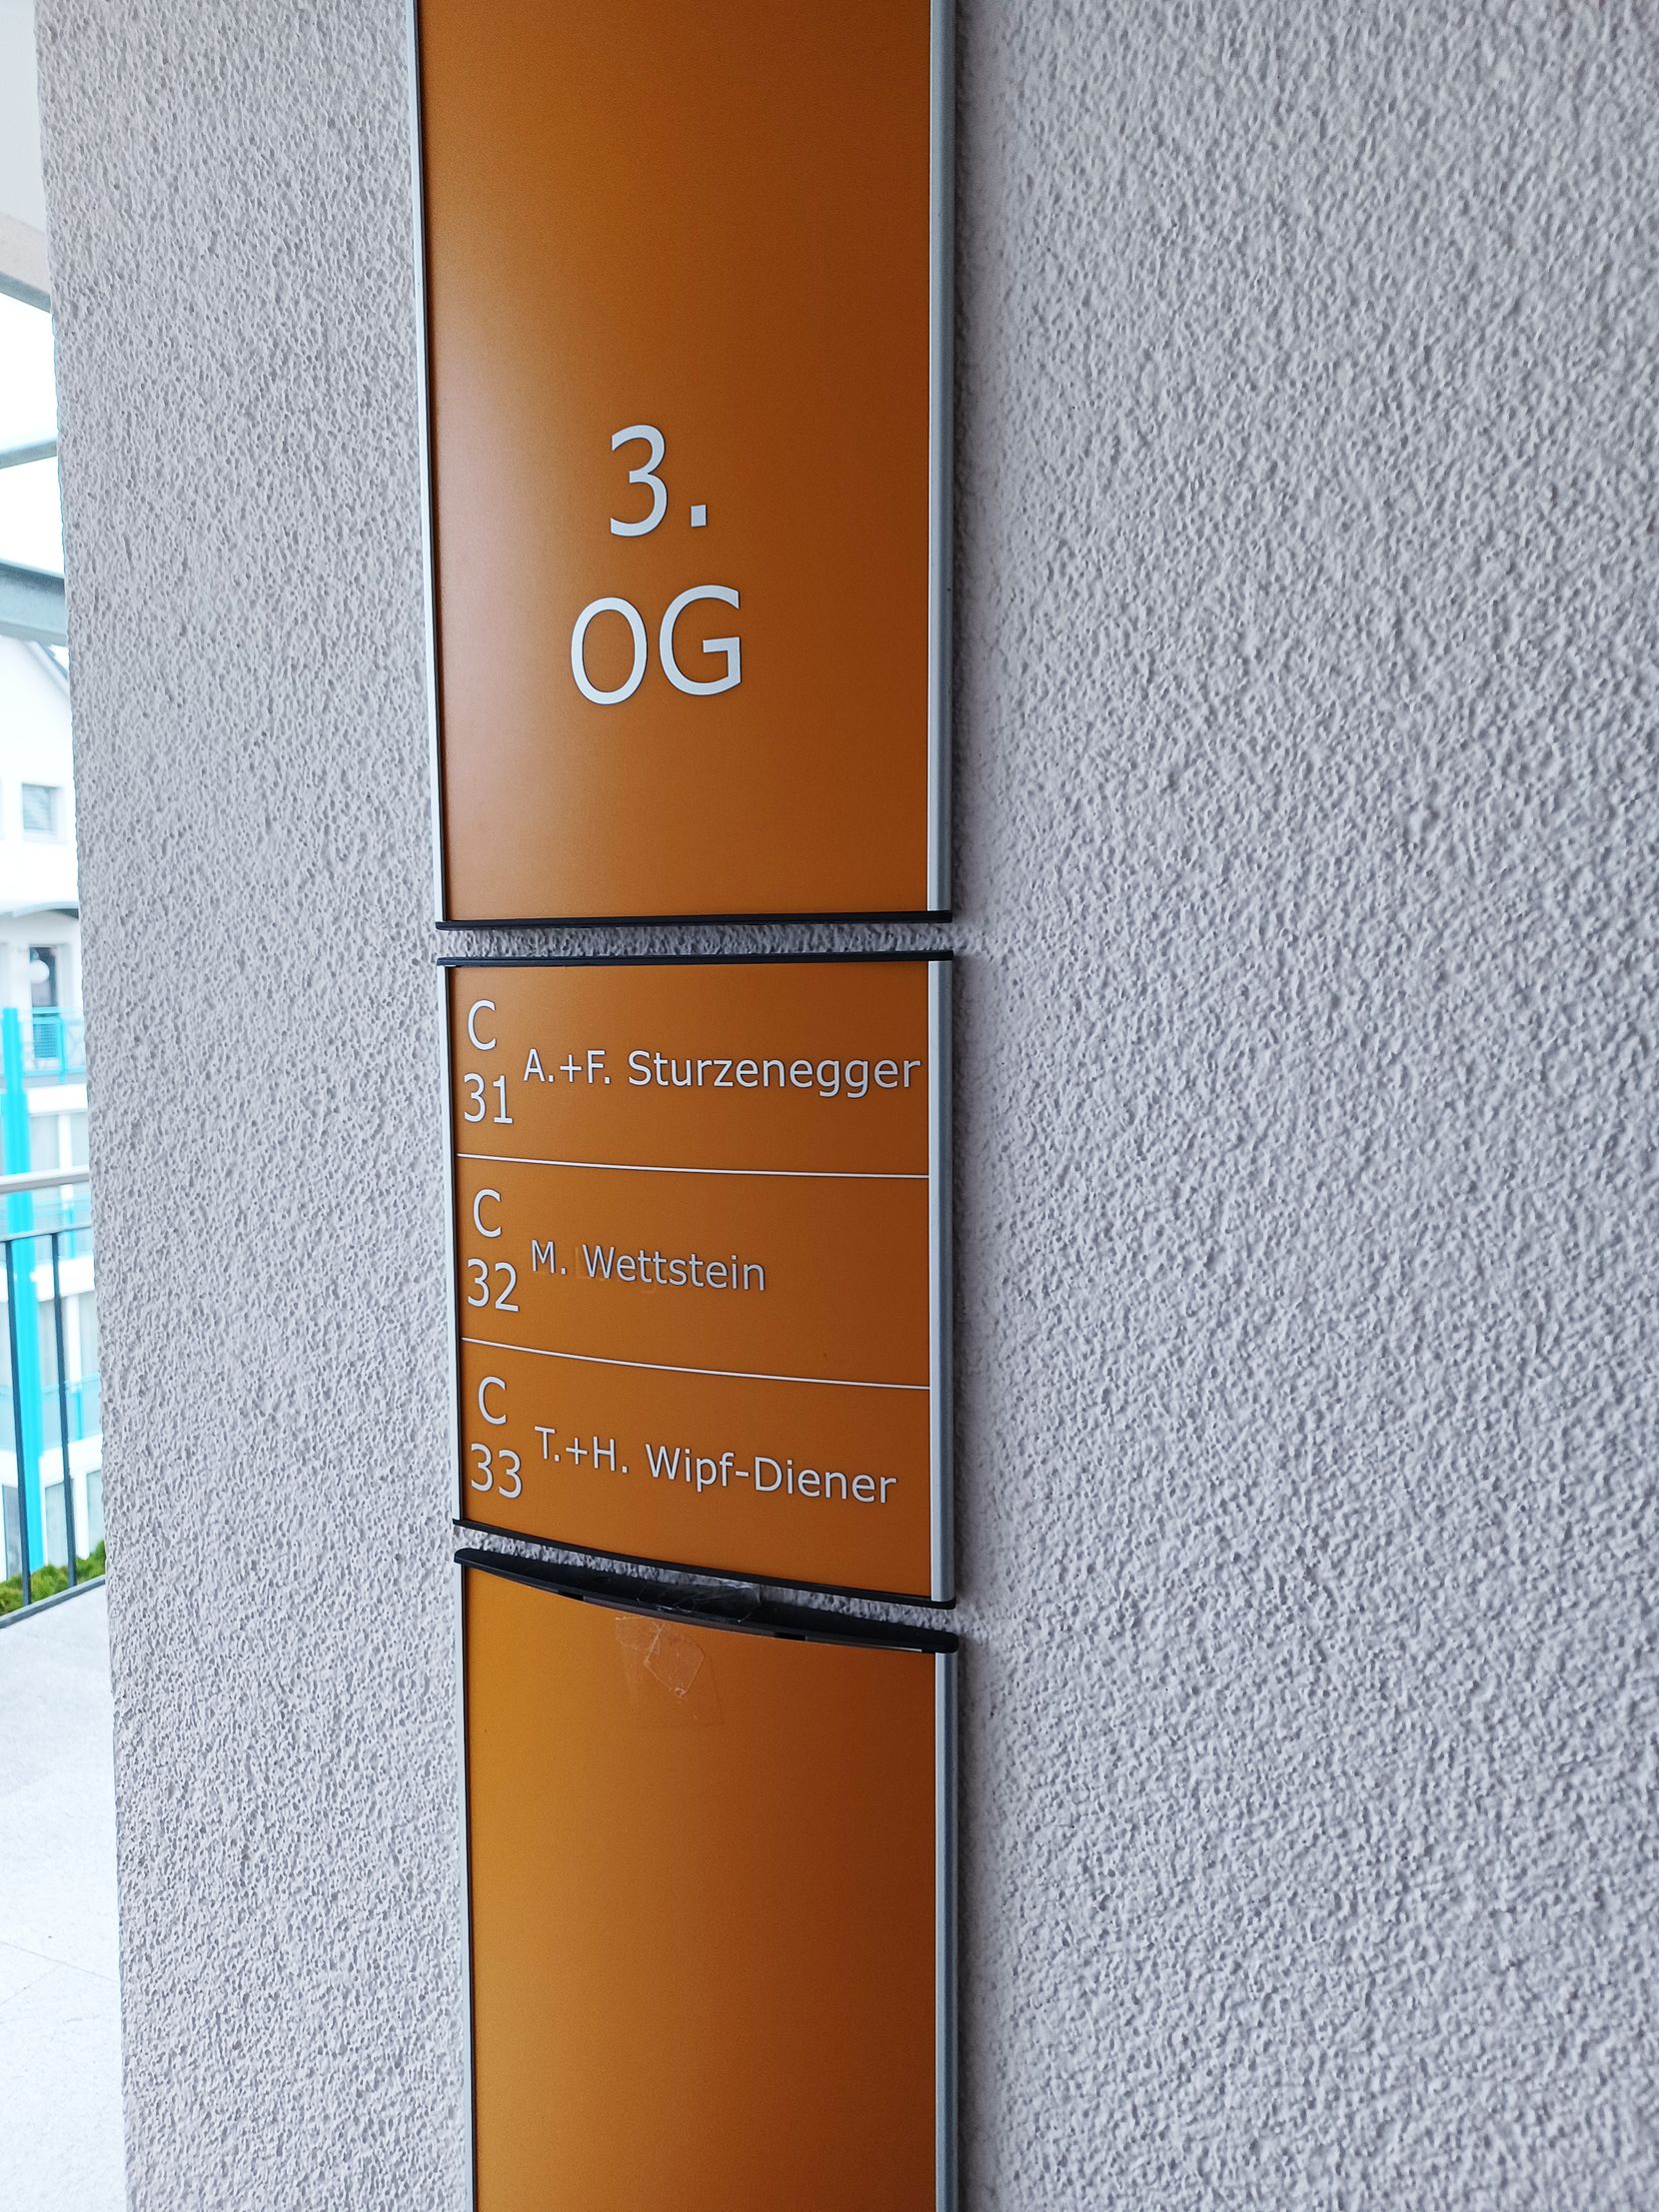 3.
OG
C
31
A.+F. Sturzenegger
C
32
M. Wettstein
C
33
T.+H. Wipf-Diener